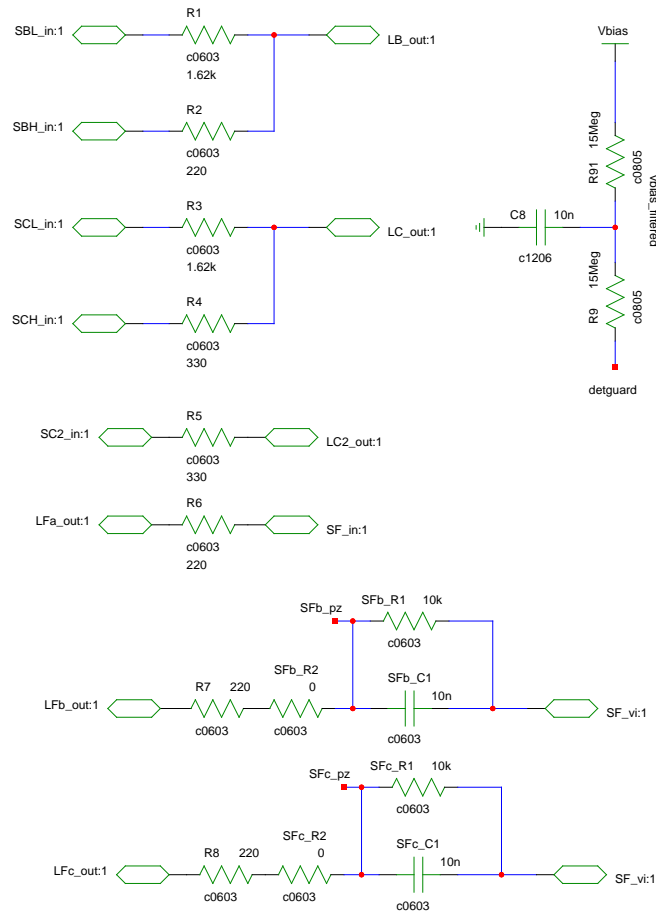 SBL_in:1
R1
c0603
1.62k
LB_out:1
SBH_in:1
R2
c0603
220
SCL_in:1
R3
c0603
1.62k
LC_out:1
SCH_in:1
R4
c0603
330
Vbias
15Meg
R91
c0805
Vbias_filtered
C8
10n
c1206
15Meg
R9
c0805
detguard
SC2_in:1
R5
c0603
330
LC2_out:1
LFa_out:1
R6
c0603
220
SF_in:1
SFb_pz
SFb_R1
10k
c0603
LFb_out:1
R7
220
c0603
SFb_R2
0
c0603
SFb_C1
10n
c0603
SF_vi:1
SFc_pz
SFc_R1
10k
c0603
LFc_out:1
R8
220
c0603
SFc_R2
0
c0603
SFc_C1
10n
c0603
SF_vi:1